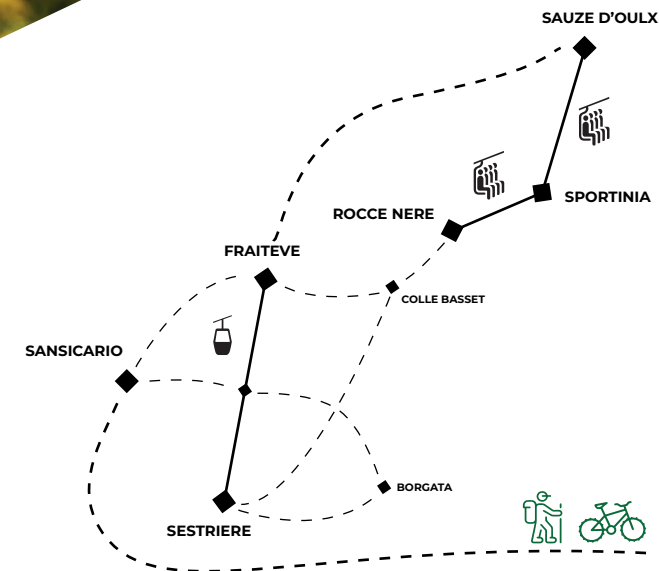 SAUZE D’OULX
SPORTINIA
ROCCE NERE
FRAITEVE
COLLE BASSET
SANSICARIO
BORGATA
SESTRIERE